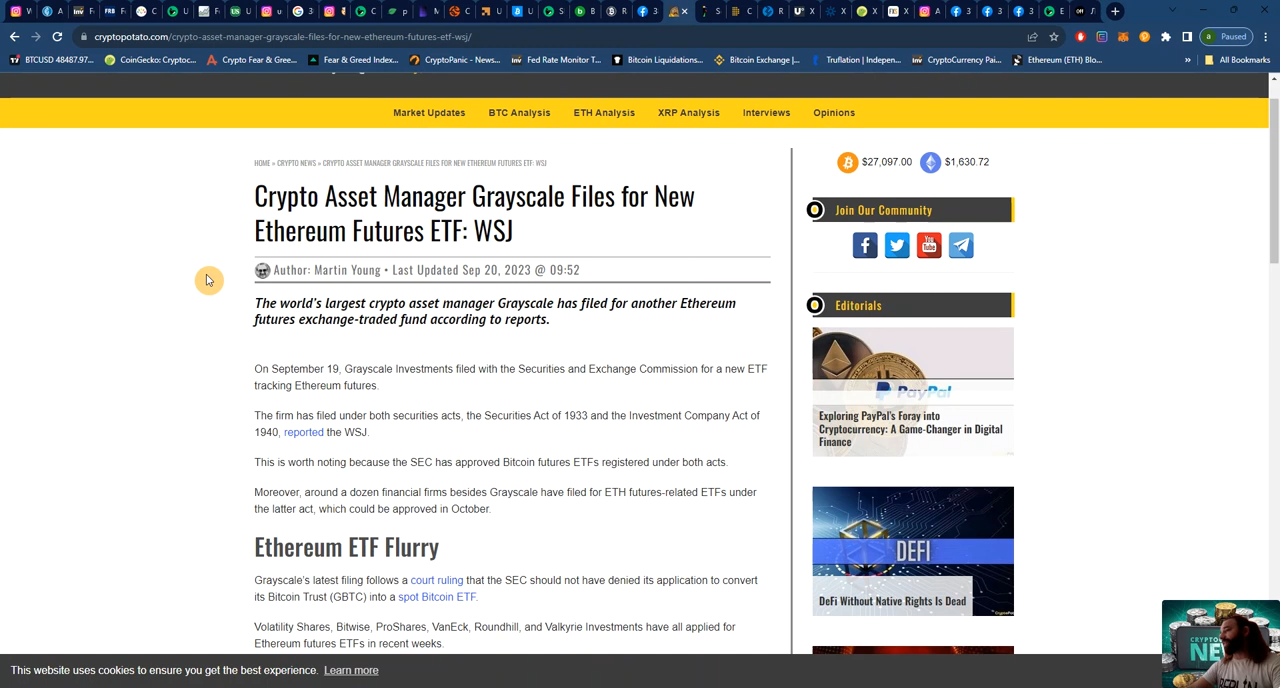 cryptopotato.com/crypto-asset-manager-grayscale-files-for-new-ethereum-futures-etf-wsj/
Paused
BTCUSD 48487.97...
CoinGecko: Cryptoc...
Crypto Fear & Gree...
Fear & Greed Index...
CryptoPanic - News...
Fed Rate Monitor T...
Bitcoin Liquidations...
Bitcoin Exchange |...
Truflation | Indepen...
CryptoCurrency Pai...
Ethereum (ETH) Blo...
All Bookmarks
Market Updates
BTC Analysis
ETH Analysis
XRP Analysis
Interviews
Opinions
HOME » CRYPTO NEWS » CRYPTO ASSET MANAGER GRAYSCALE FILES FOR NEW ETHEREUM FUTURES ETF: WSJ
Crypto Asset Manager Grayscale Files for New
Ethereum Futures ETF: WSJ
Author: Martin Young • Last Updated Sep 20, 2023 @ 09:52
The world's largest crypto asset manager Grayscale has filed for another Ethereum
futures exchange-traded fund according to reports.
On September 19, Grayscale Investments filed with the Securities and Exchange Commission for a new ETF
tracking Ethereum futures.
The firm has filed under both securities acts, the Securities Act of 1933 and the Investment Company Act of
1940, reported the WSJ.
This is worth noting because the SEC has approved Bitcoin futures ETFs registered under both acts.
Moreover, around a dozen financial firms besides Grayscale have filed for ETH futures-related ETFs under
the latter act, which could be approved in October.
Ethereum ETF Flurry
Grayscale's latest filing follows a court ruling that the SEC should not have denied its application to convert
its Bitcoin Trust (GBTC) into a spot Bitcoin ETF.
Volatility Shares, Bitwise, ProShares, VanEck, Roundhill, and Valkyrie Investments have all applied for
Ethereum futures ETFs in recent weeks.
$27,097.00
$1,630.72
Join Our Community
Editorials
PayPal
Exploring PayPal's Foray into
Cryptocurrency: A Game-Changer in Digital
Finance
DEFI
DeFi Without Native Rights Is Dead
This website uses cookies to ensure you get the best experience. Learn more